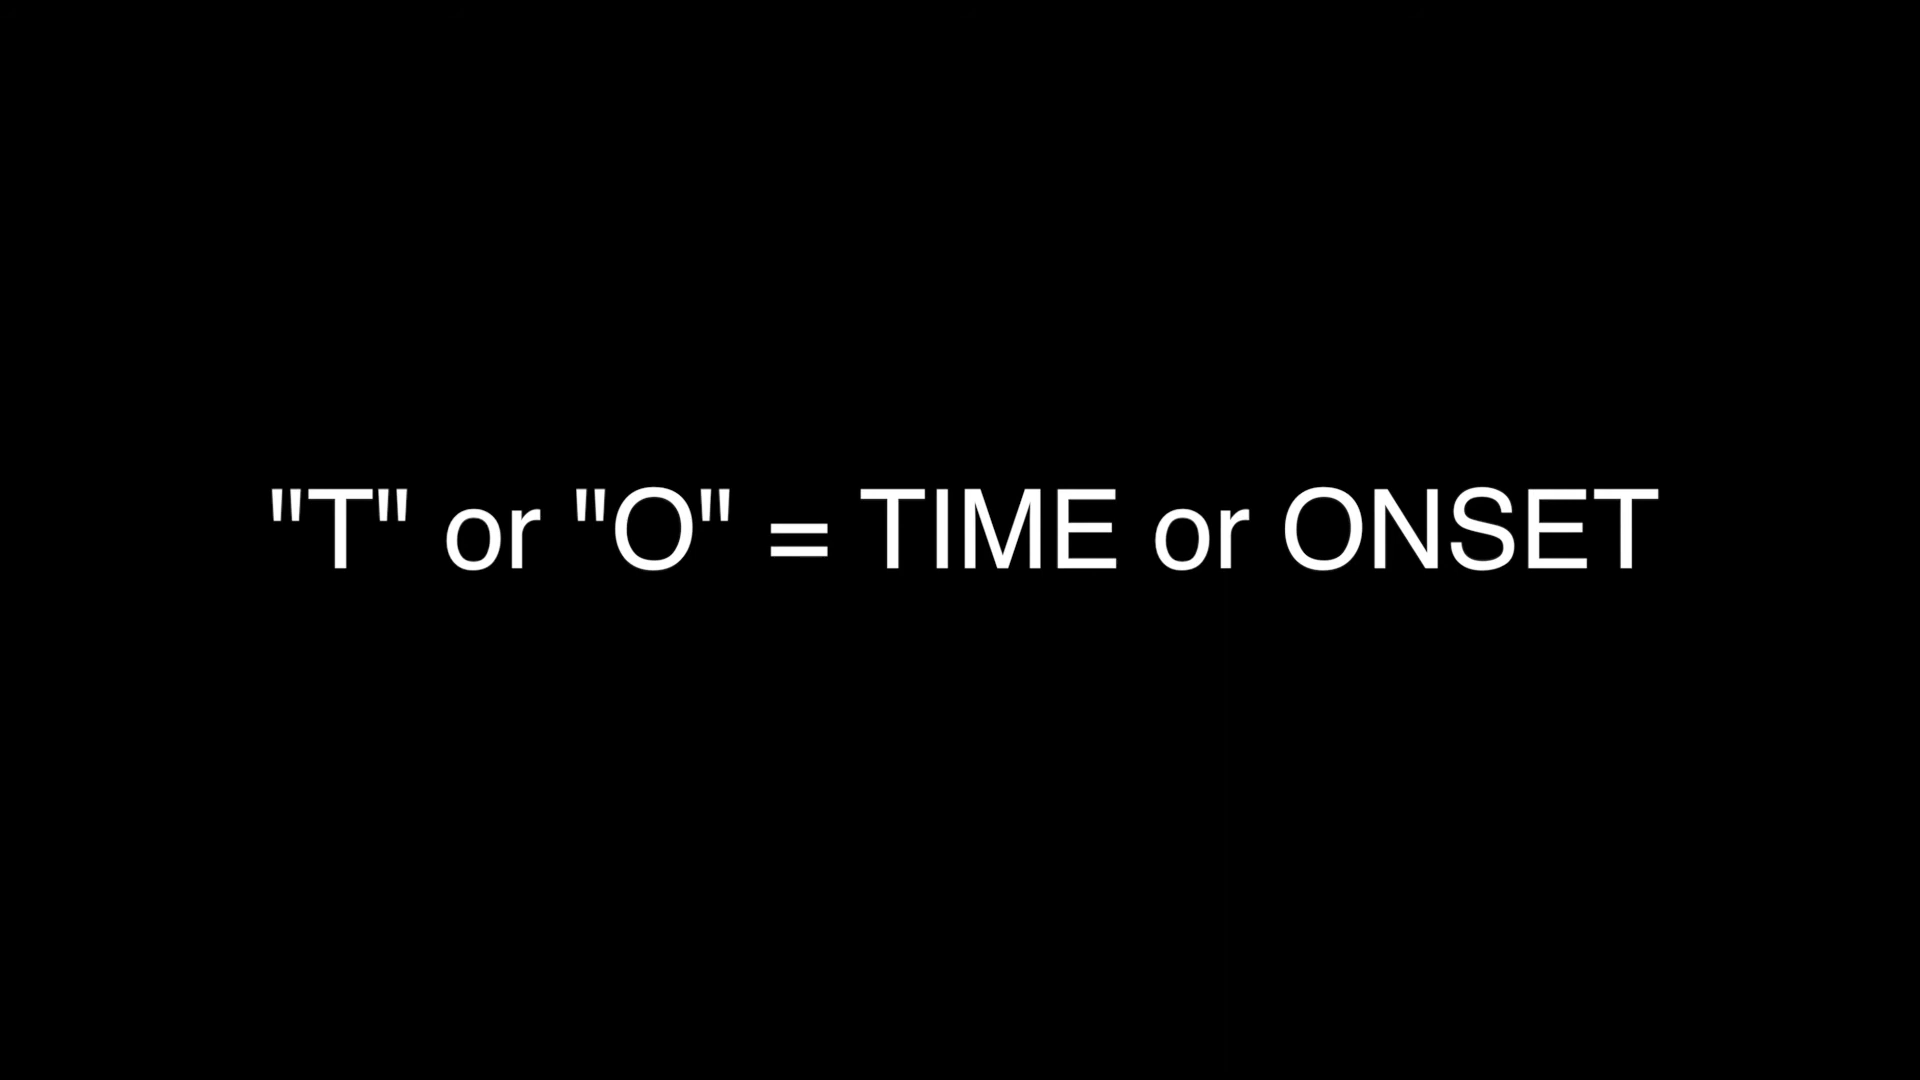 "T" or "O" = TIME or ONSET